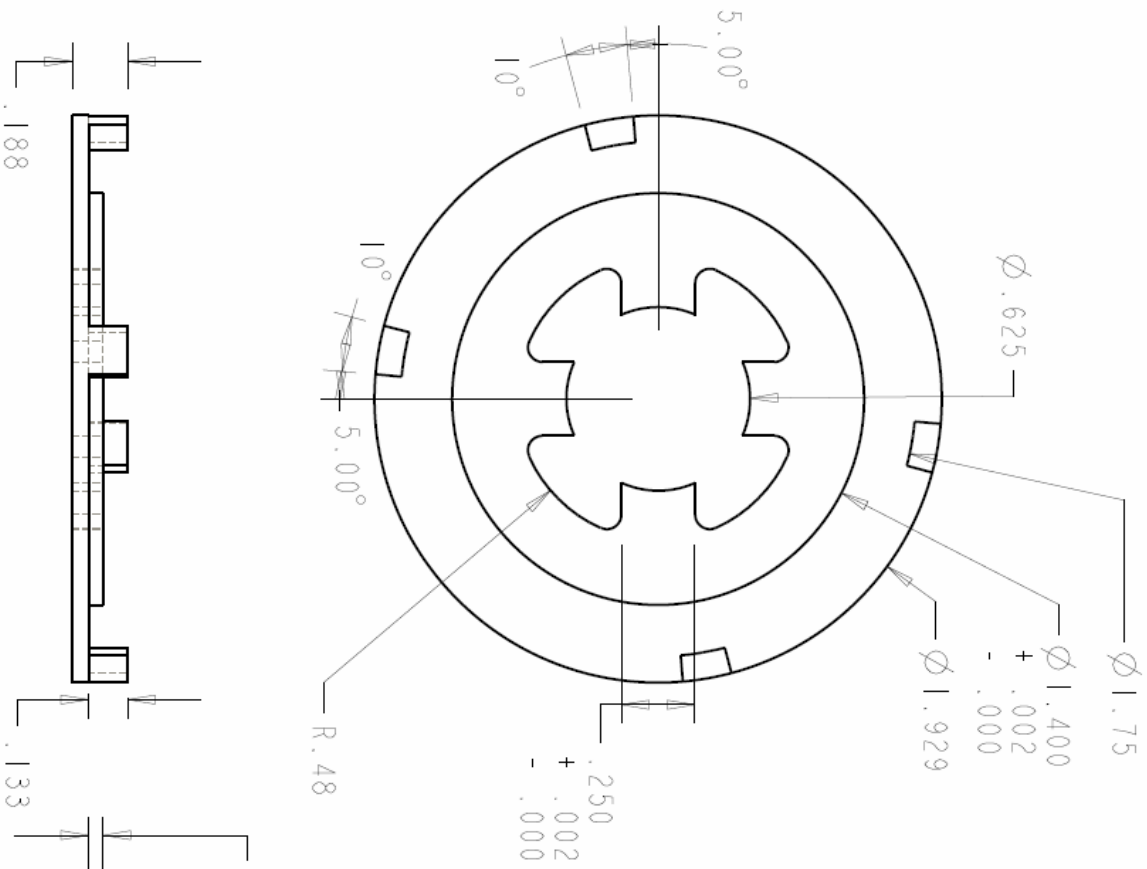 5.00°
10°
10°
5.00°
.188
.133
Ø.625
Ø1.75
Ø1.400
+ .002
- .000
Ø1.929
.250
+ .002
- .000
R.48